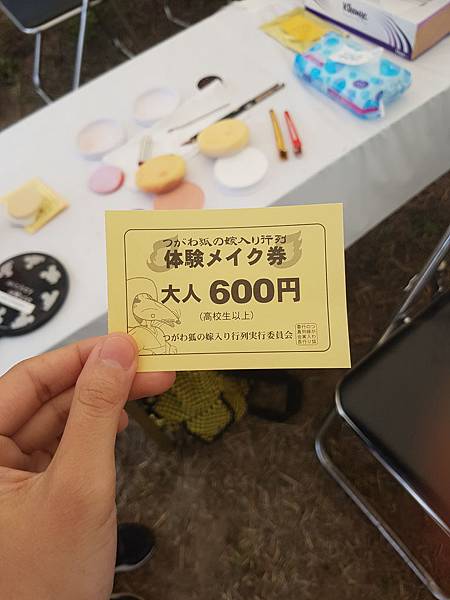 つがわ狐の嫁入り行列
体験メイク券
大人 600円
(高校生以上)
つがわ狐の嫁入り行列実行委員会
Kleenex